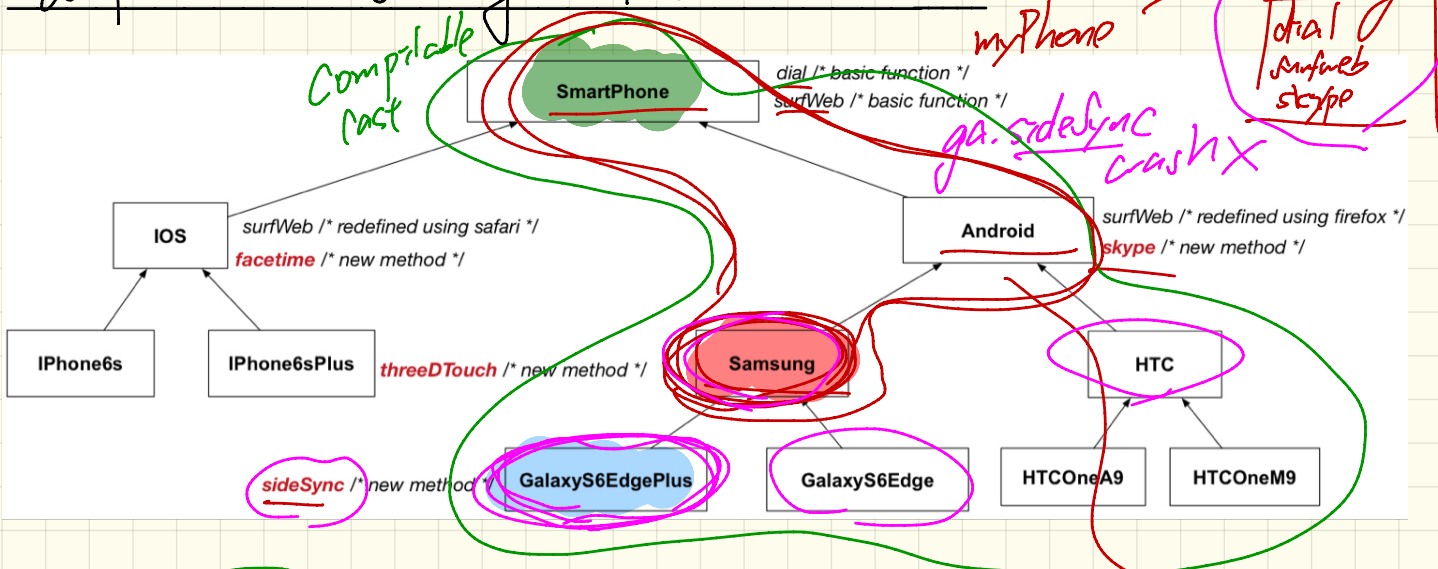 myPhone
dial
surfweb
skype
Compilable
cast
SmartPhone
dial /* basic function */
surfWeb /* basic function */
ga.sideSync
crash X
IOS
surfWeb /* redefined using safari */
facetime /* new method */
Android
surfWeb /* redefined using firefox */
skype /* new method */
IPhone6s
IPhone6sPlus
threeDTouch /* new method */
Samsung
HTC
sideSync /* new method */
GalaxyS6EdgePlus
GalaxyS6Edge
HTCOneA9
HTCOneM9